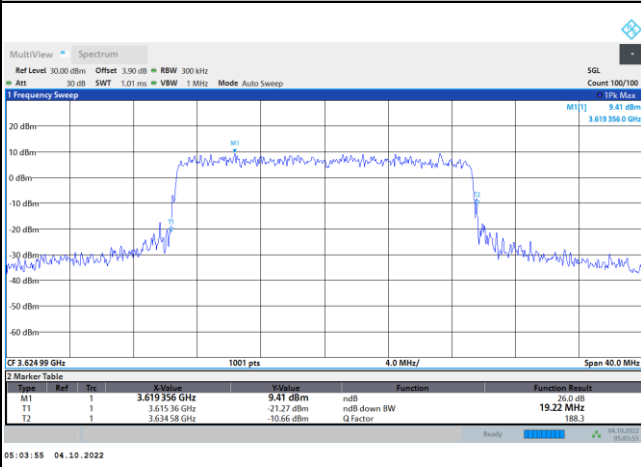 MultiView Spectrum
Ref Level 30.00 dBm Offset 3.90 dB RBW 300 kHz SGL
Att 30 dB SWT 1.01 ms VBW 1 MHz Mode Auto Sweep Count 100/100
1 Frequency Sweep 1Pk Max
M1[1] 9.41 dBm
3.619 356 0 GHz
20 dBm
M1
10 dBm
0 dBm
T2
-10 dBm
T1
-20 dBm
-30 dBm
-40 dBm
-50 dBm
-60 dBm
CF 3.624 99 GHz 1001 pts 4.0 MHz/ Span 40.0 MHz
2 Marker Table
Type Ref Trc X-Value Y-Value Function Function Result
M1 1 3.619 356 GHz 9.41 dBm ndB 26.0 dB
T1 1 3.615 36 GHz -21.27 dBm ndB down BW 19.22 MHz
T2 1 3.634 58 GHz -10.66 dBm Q Factor 188.3
Ready 04.10.2022
05:03:55
05:03:55 04.10.2022